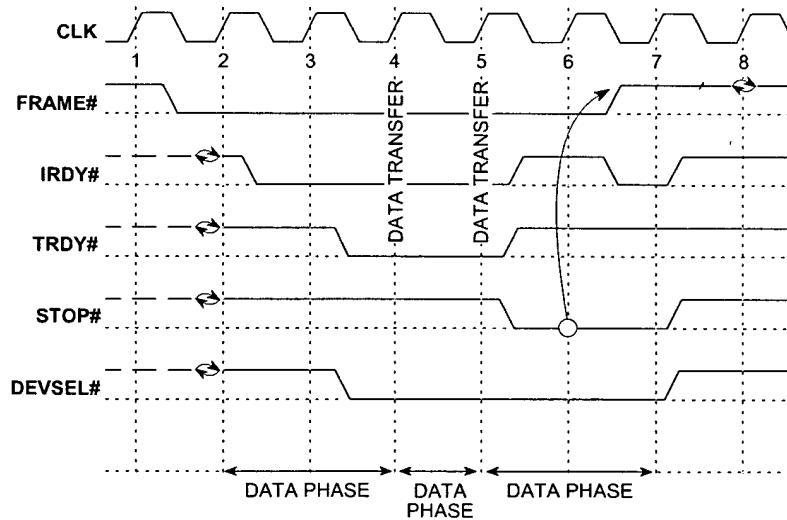 CLK
1 2 3 4 5 6 7 8
FRAME#
IRDY#
TRDY#
STOP#
DEVSEL#
DATA TRANSFER
DATA TRANSFER
DATA PHASE
DATA
PHASE
DATA PHASE